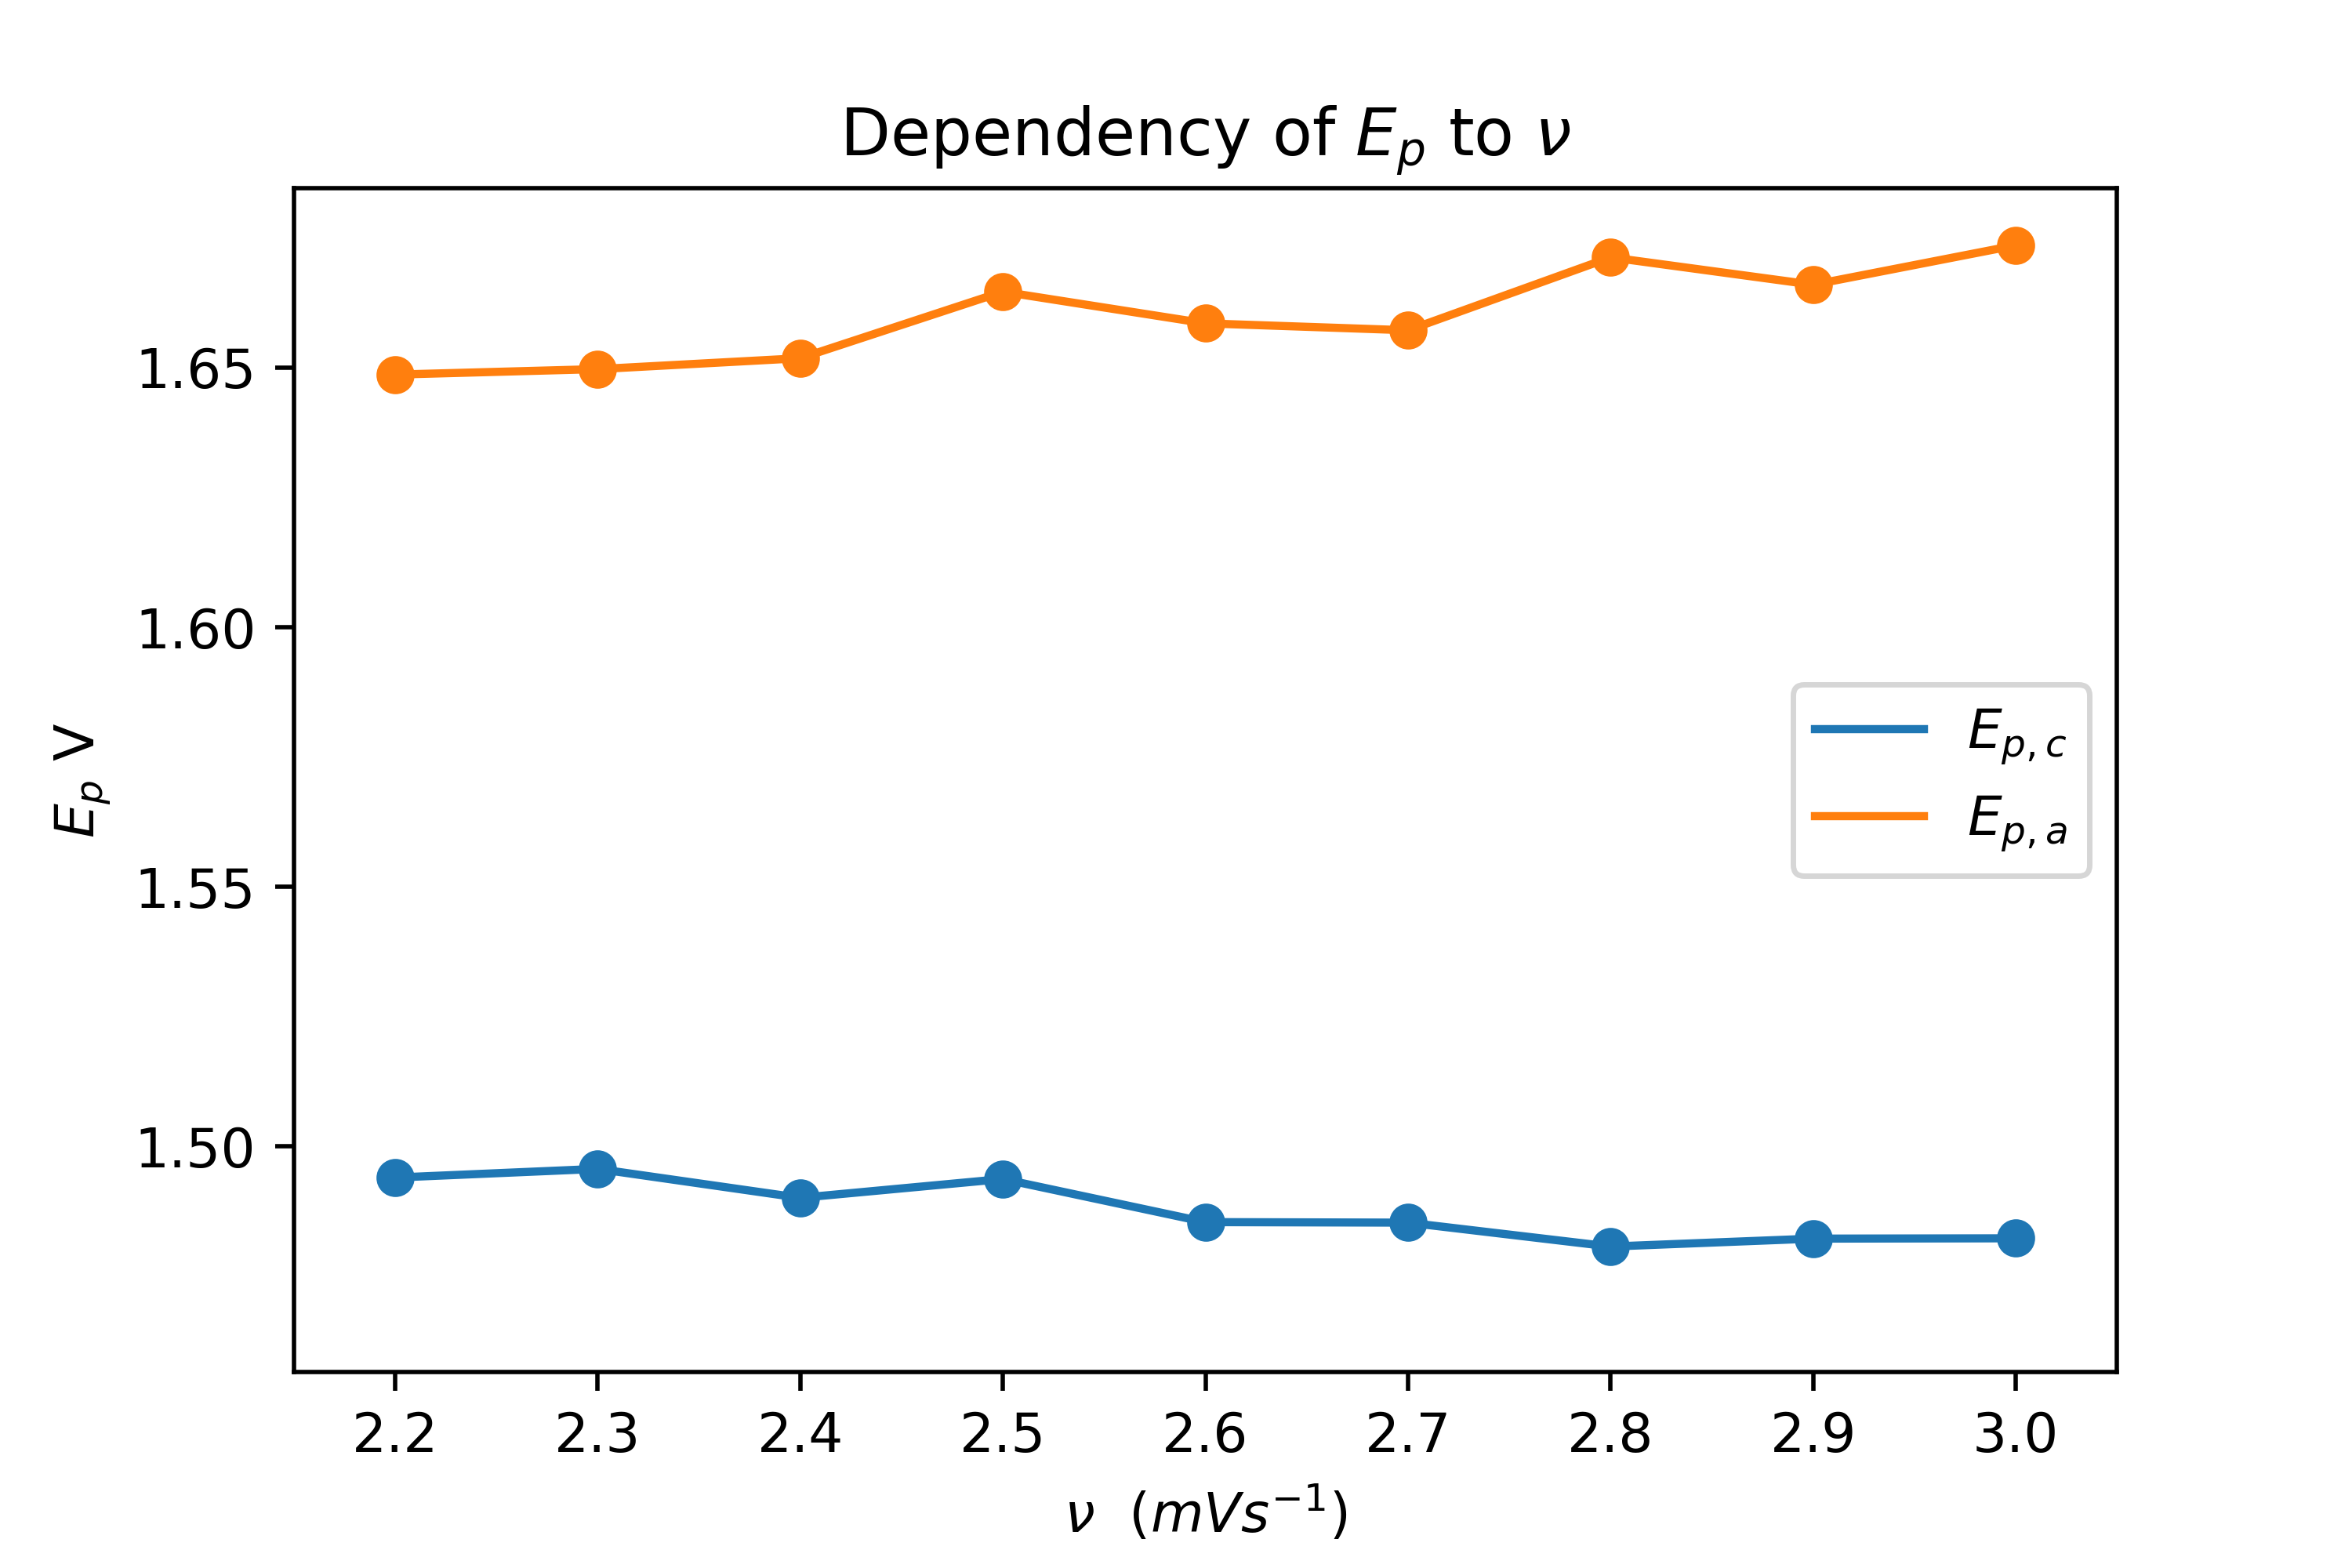 Dependency of E_p to ν
E_p V
1.65
1.60
1.55
1.50
E_{p,c}
E_{p,a}
2.2 2.3 2.4 2.5 2.6 2.7 2.8 2.9 3.0
ν (mVs⁻¹)